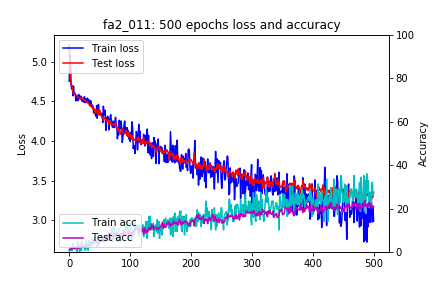 fa2_011: 500 epochs loss and accuracy
Train loss
Test loss
Train acc
Test acc
Loss
5.0
4.5
4.0
3.5
3.0
Accuracy
100
80
60
40
20
0
0
100
200
300
400
500